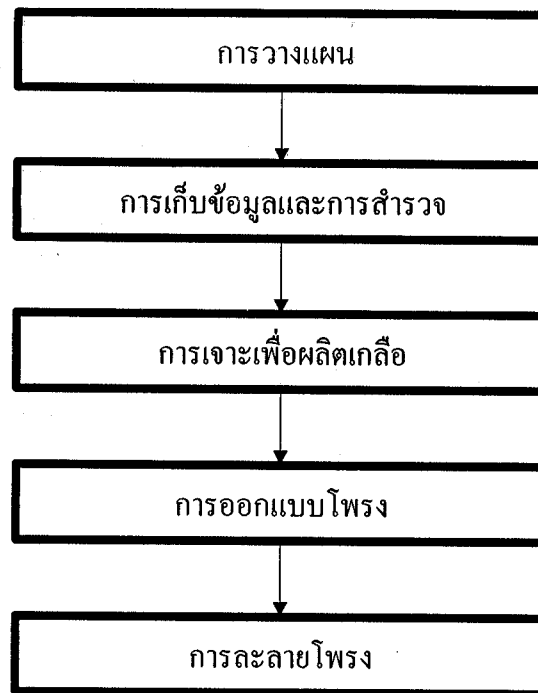 การวางแผน
การเก็บข้อมูลและการสำรวจ
การเจาะเพื่อผลิตเกลือ
การออกแบบโพรง
การละลายโพรง